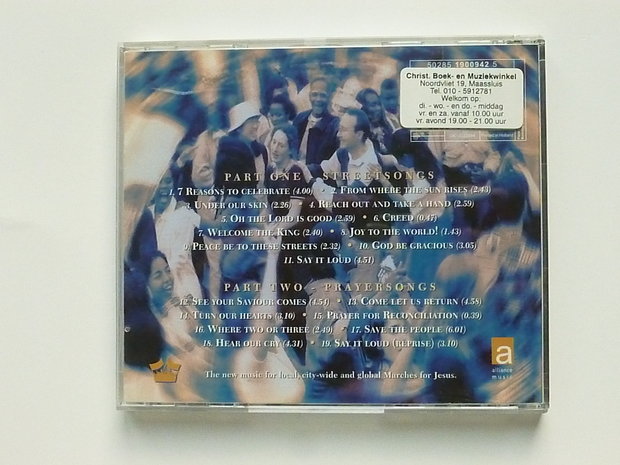 50285 1900942 5
Christ. Boek- en Muziekwinkel
Noordvliet 19, Maassluis
Tel. 010 - 5912781
Welkom op:
di. - wo. - en do. - middag
vr. en za. vanaf 10.00 uur
vr. avond 19.00 - 21.00 uur
Printed in Holland
PART ONE - STREETSONGS
1. 7 REASONS TO CELEBRATE (4.00) • 2. FROM WHERE THE SUN RISES (2.43)
3. UNDER OUR SKIN (2.26) • 4. REACH OUT AND TAKE A HAND (2.59)
5. OH THE LORD IS GOOD (2.59) • 6. CREED (0.47)
7. WELCOME THE KING (2.40) • 8. JOY TO THE WORLD! (1.43)
9. PEACE BE TO THESE STREETS (2.32) • 10. GOD BE GRACIOUS (3.05)
11. SAY IT LOUD (4.51)
PART TWO - PRAYERSONGS
12. SEE YOUR SAVIOUR COMES (4.54) • 13. COME LET US RETURN (4.58)
14. TURN OUR HEARTS (3.10) • 15. PRAYER FOR RECONCILIATION (0.39)
16. WHERE TWO OR THREE (2.49) • 17. SAVE THE PEOPLE (6.01)
18. HEAR OUR CRY (4.31) • 19. SAY IT LOUD (REPRISE) (3.10)
The new music for local, city-wide and global Marches for Jesus.
a
alliance
music